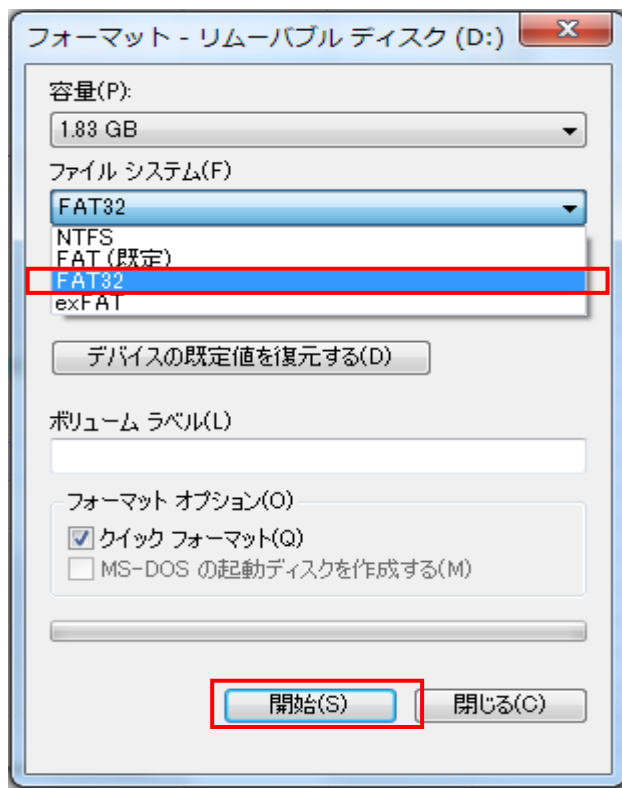 フォーマット - リムーバブル ディスク (D:)
容量(P):
1.83 GB
ファイル システム(F)
FAT32
NTFS
FAT (既定)
FAT32
exFAT
デバイスの既定値を復元する(D)
ボリューム ラベル(L)
フォーマット オプション(O)
クイック フォーマット(Q)
MS-DOS の起動ディスクを作成する(M)
開始(S)
閉じる(C)